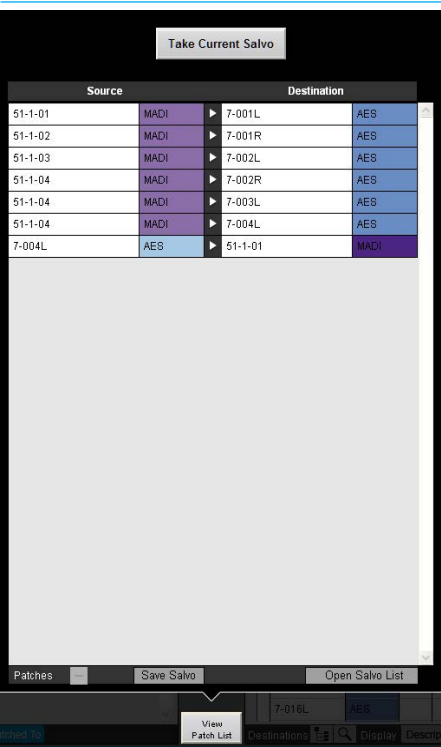 Take Current Salvo
Source Destination
51-1-01 MADI 7-001L AES
51-1-02 MADI 7-001R AES
51-1-03 MADI 7-002L AES
51-1-04 MADI 7-002R AES
51-1-04 MADI 7-003L AES
51-1-04 MADI 7-004L AES
7-004L AES 51-1-01 MADI
Patches Save Salvo Open Salvo List
7-016L AES
View
Patch List
tched To Destinations Display Descrip